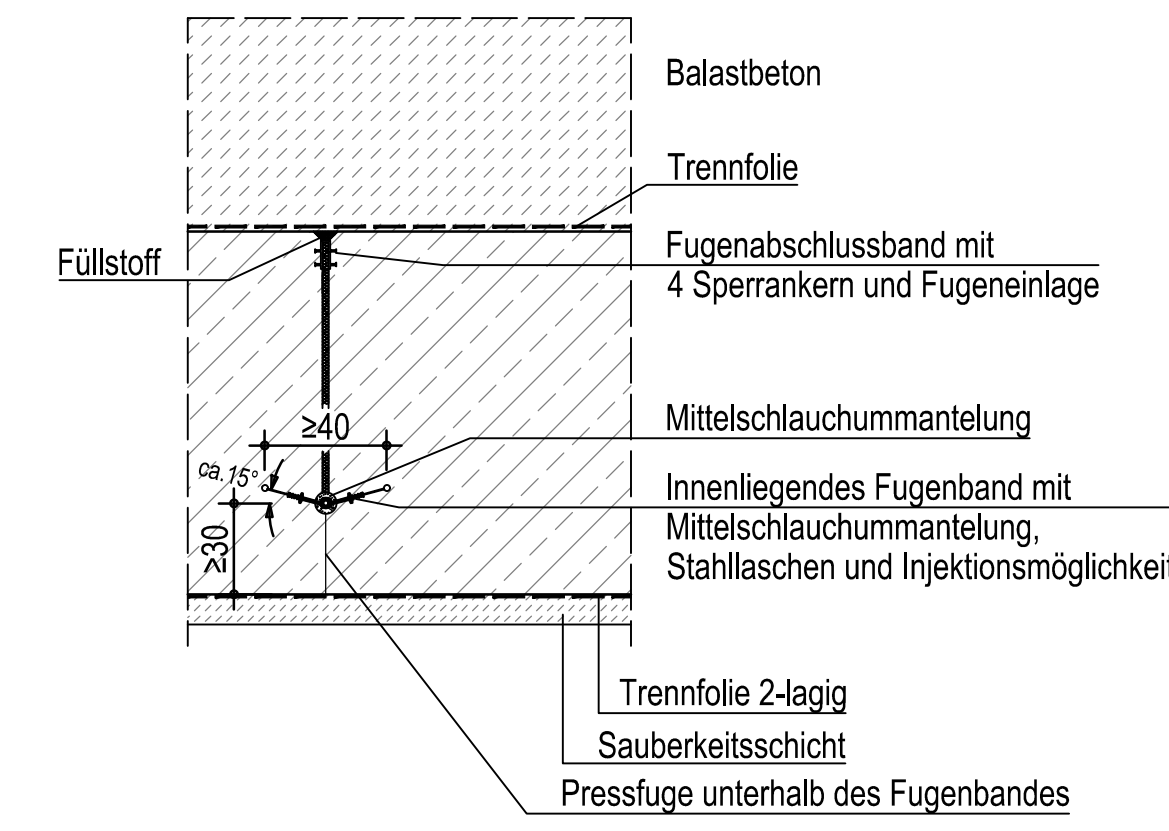 Balastbeton
Trennfolie
Füllstoff
Fugenabschlussband mit
4 Sperrankern und Fugeneinlage
≥40
Mittelschlauchummantelung
ca.15°
Innenliegendes Fugenband mit
Mittelschlauchummantelung,
Stahllaschen und Injektionsmöglichkeit
≥30
Trennfolie 2-lagig
Sauberkeitsschicht
Pressfuge unterhalb des Fugenbandes